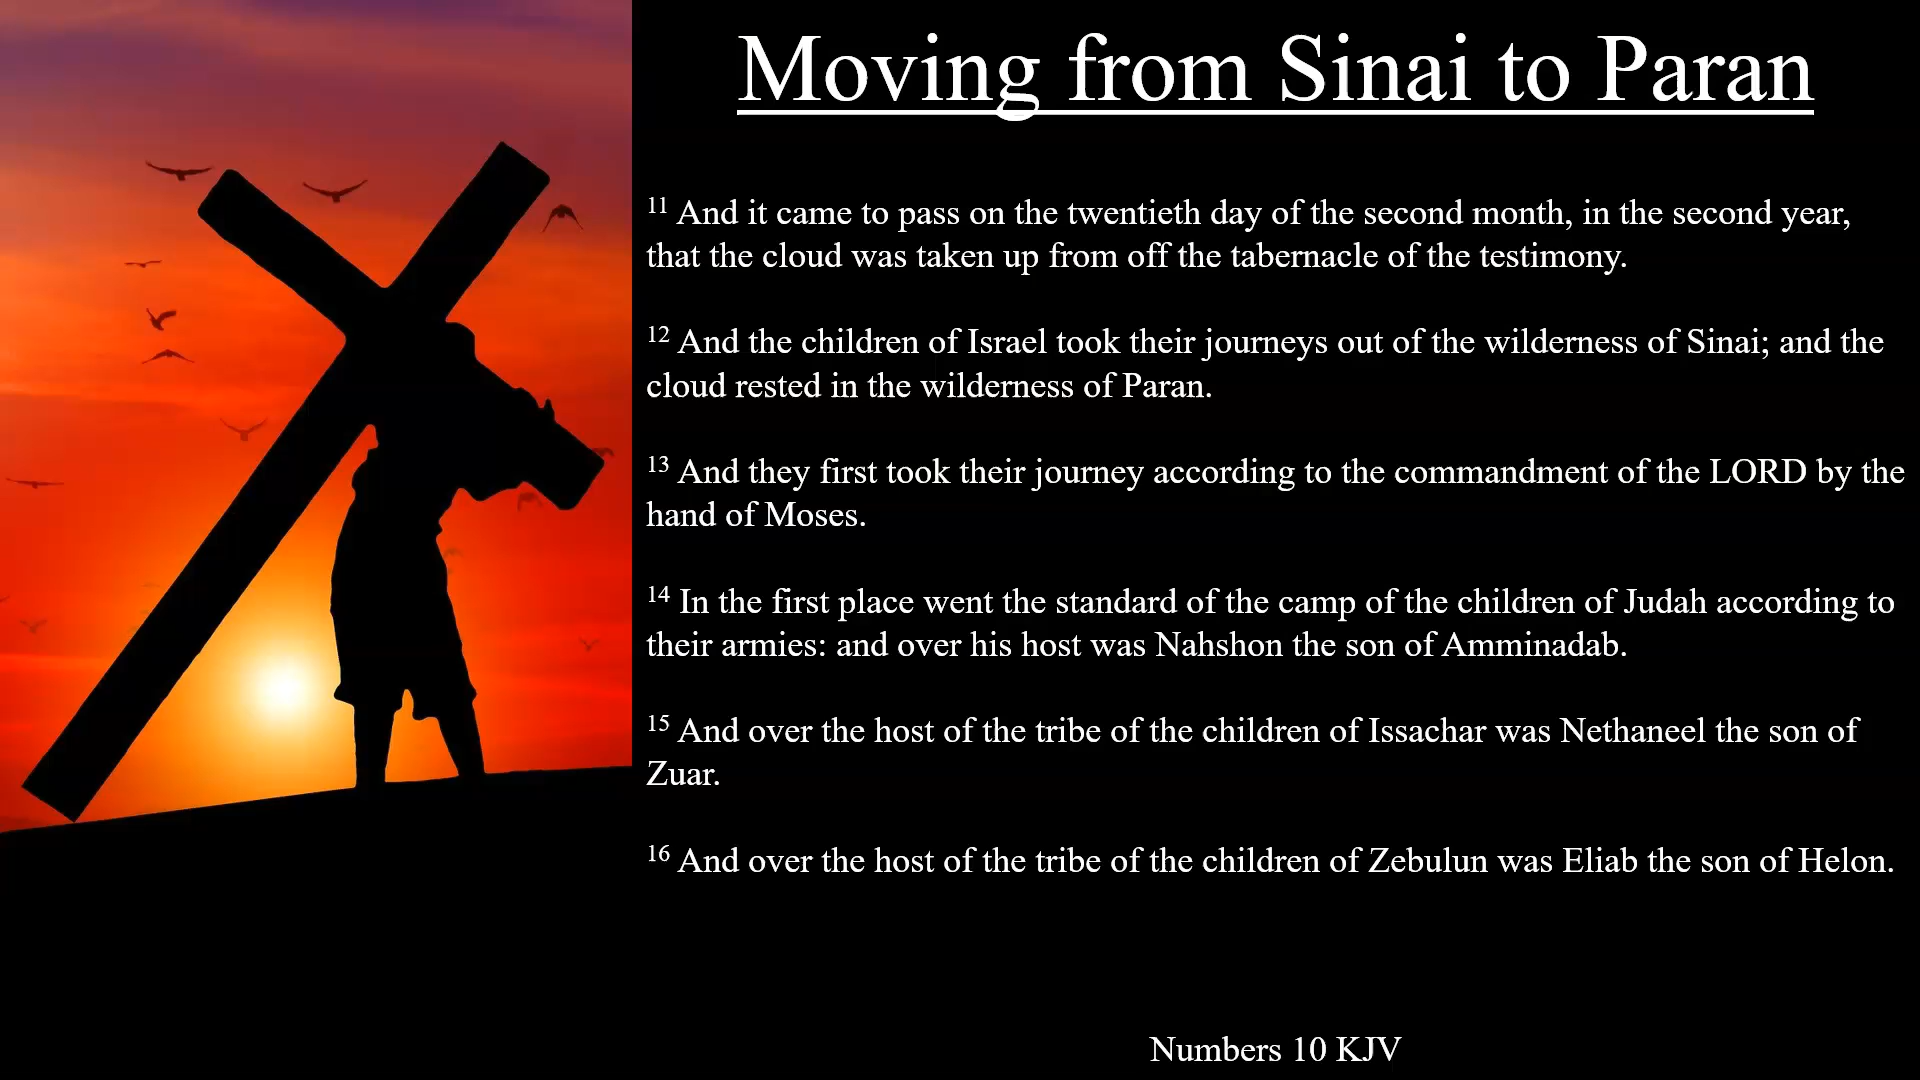 Moving from Sinai to Paran
11 And it came to pass on the twentieth day of the second month, in the second year,
that the cloud was taken up from off the tabernacle of the testimony.
12 And the children of Israel took their journeys out of the wilderness of Sinai; and the
cloud rested in the wilderness of Paran.
13 And they first took their journey according to the commandment of the LORD by the
hand of Moses.
14 In the first place went the standard of the camp of the children of Judah according to
their armies: and over his host was Nahshon the son of Amminadab.
15 And over the host of the tribe of the children of Issachar was Nethaneel the son of
Zuar.
16 And over the host of the tribe of the children of Zebulun was Eliab the son of Helon.
Numbers 10 KJV